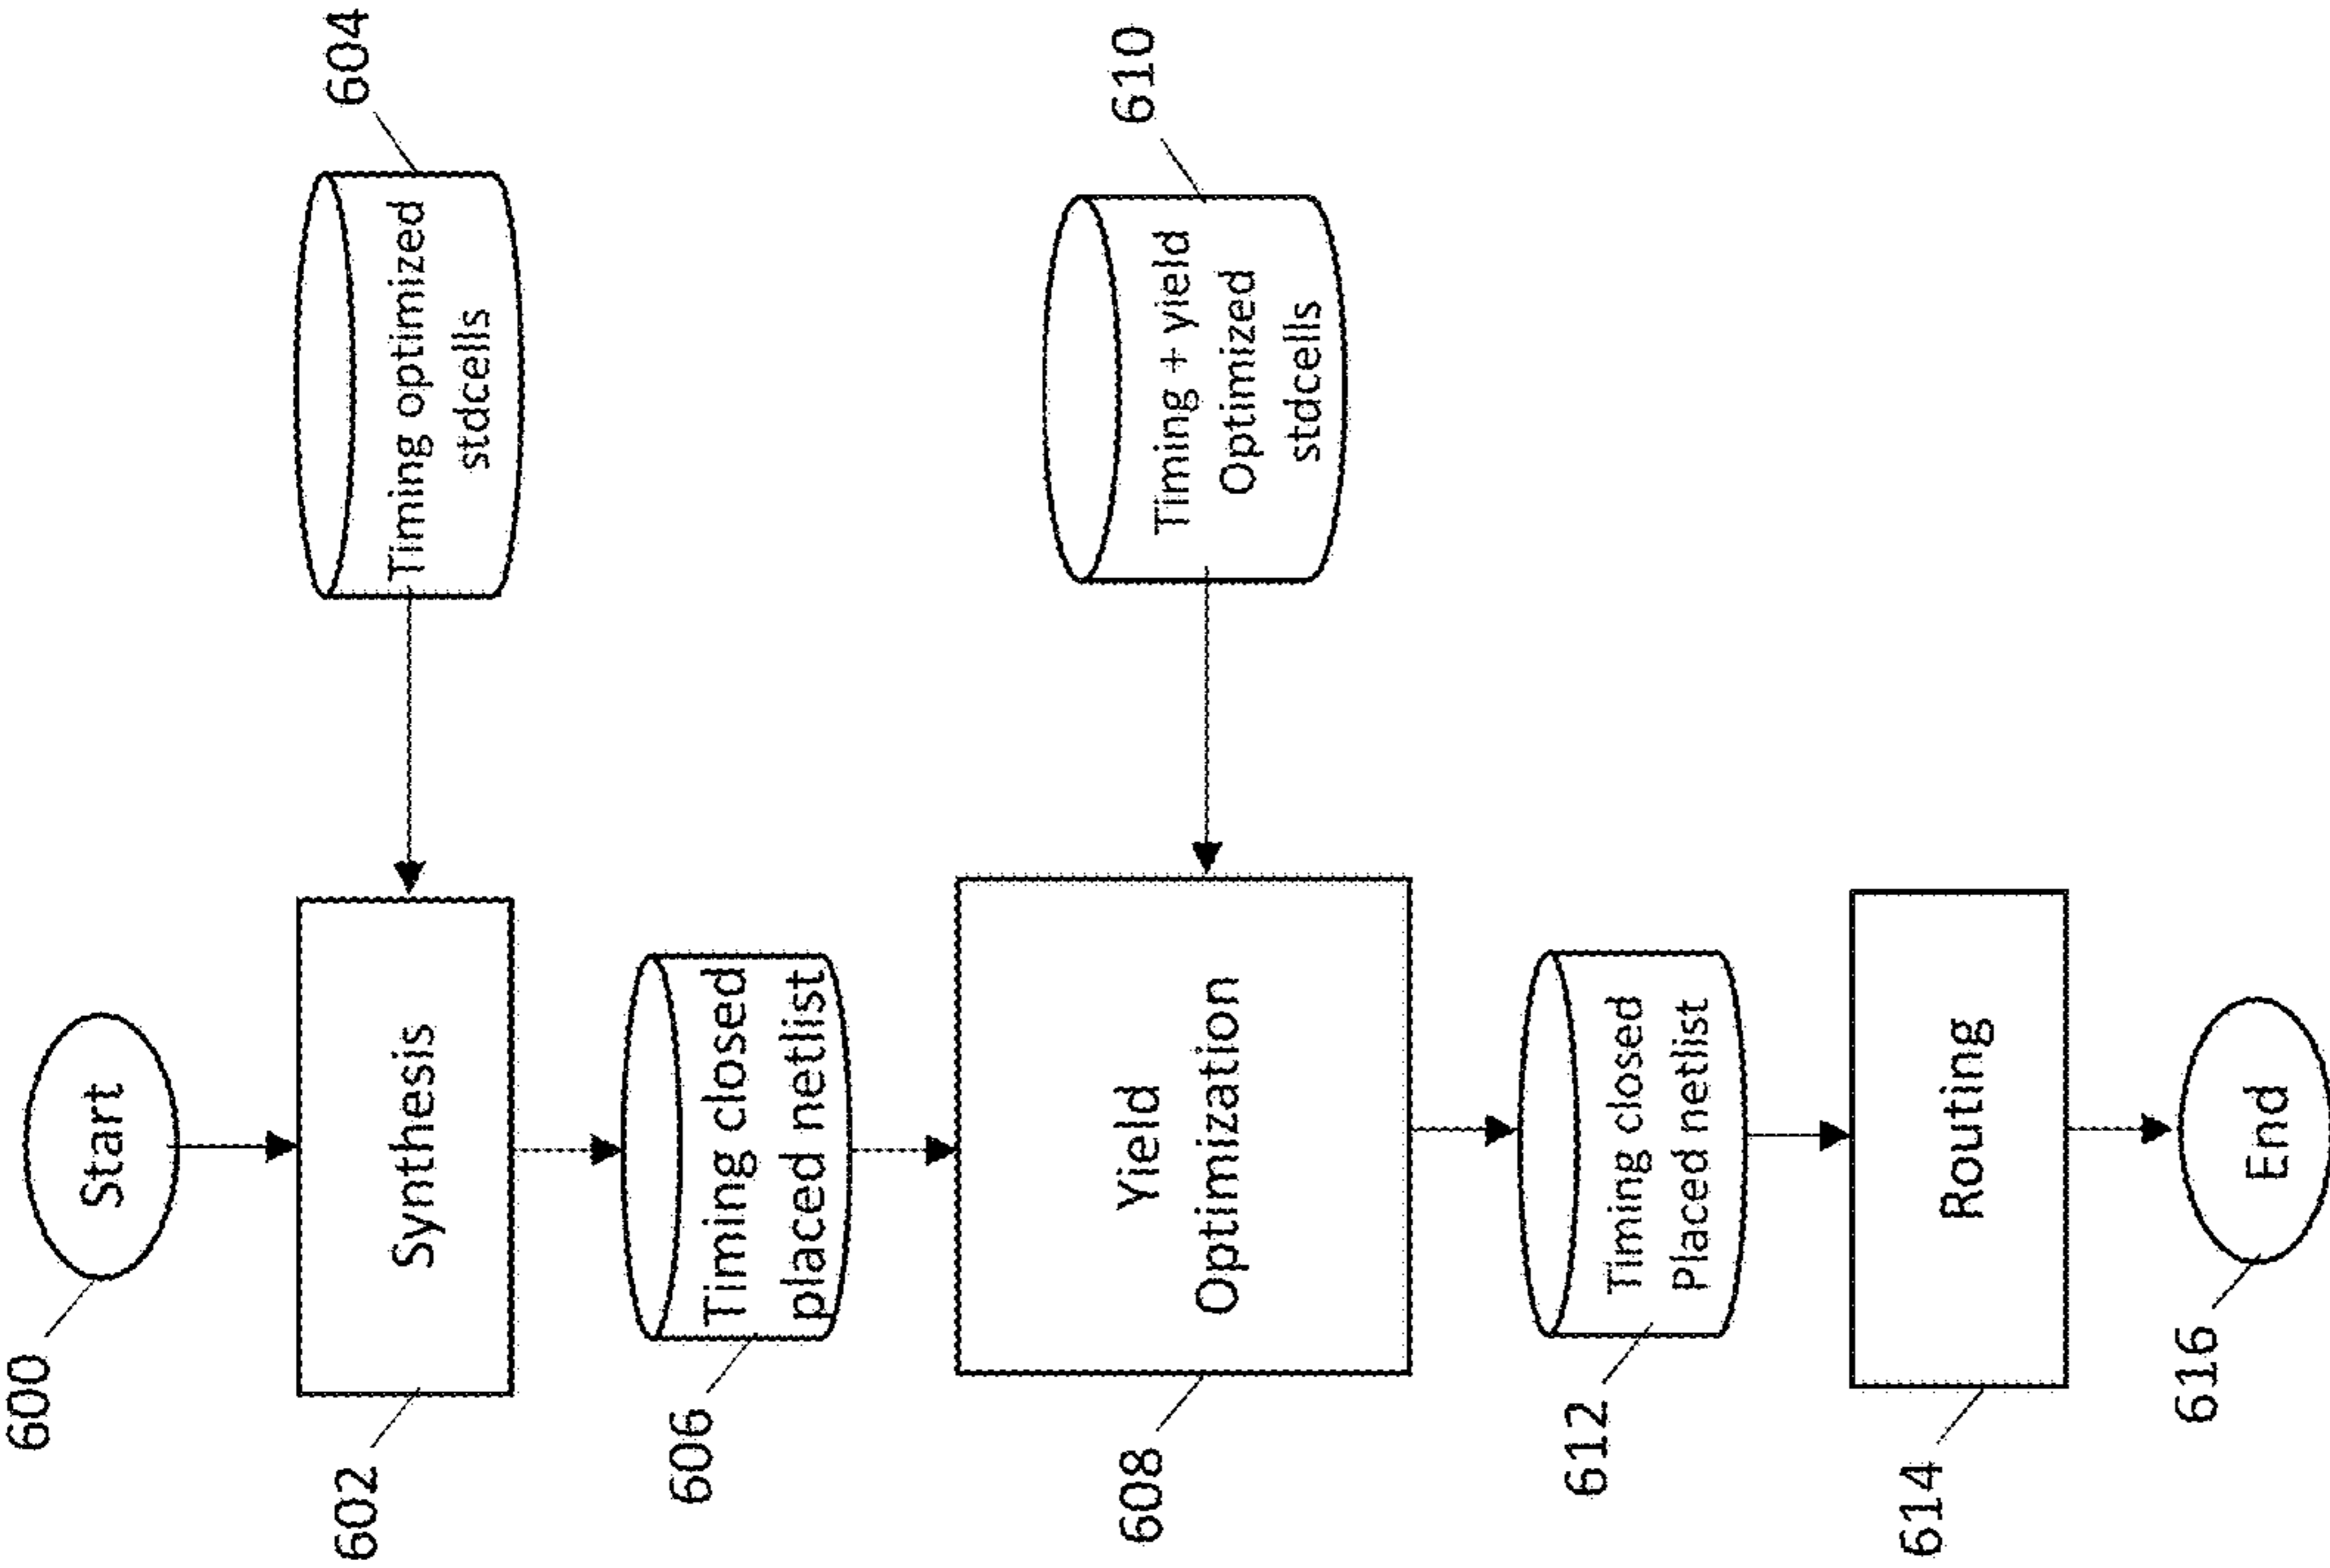 600
Start
602
Synthesis
Timing optimized
stdcells
604
606
Timing closed
placed netlist
608
Yield
Optimization
Timing + yield
Optimized
stdcells
610
612
Timing closed
Placed netlist
614
Routing
616
End